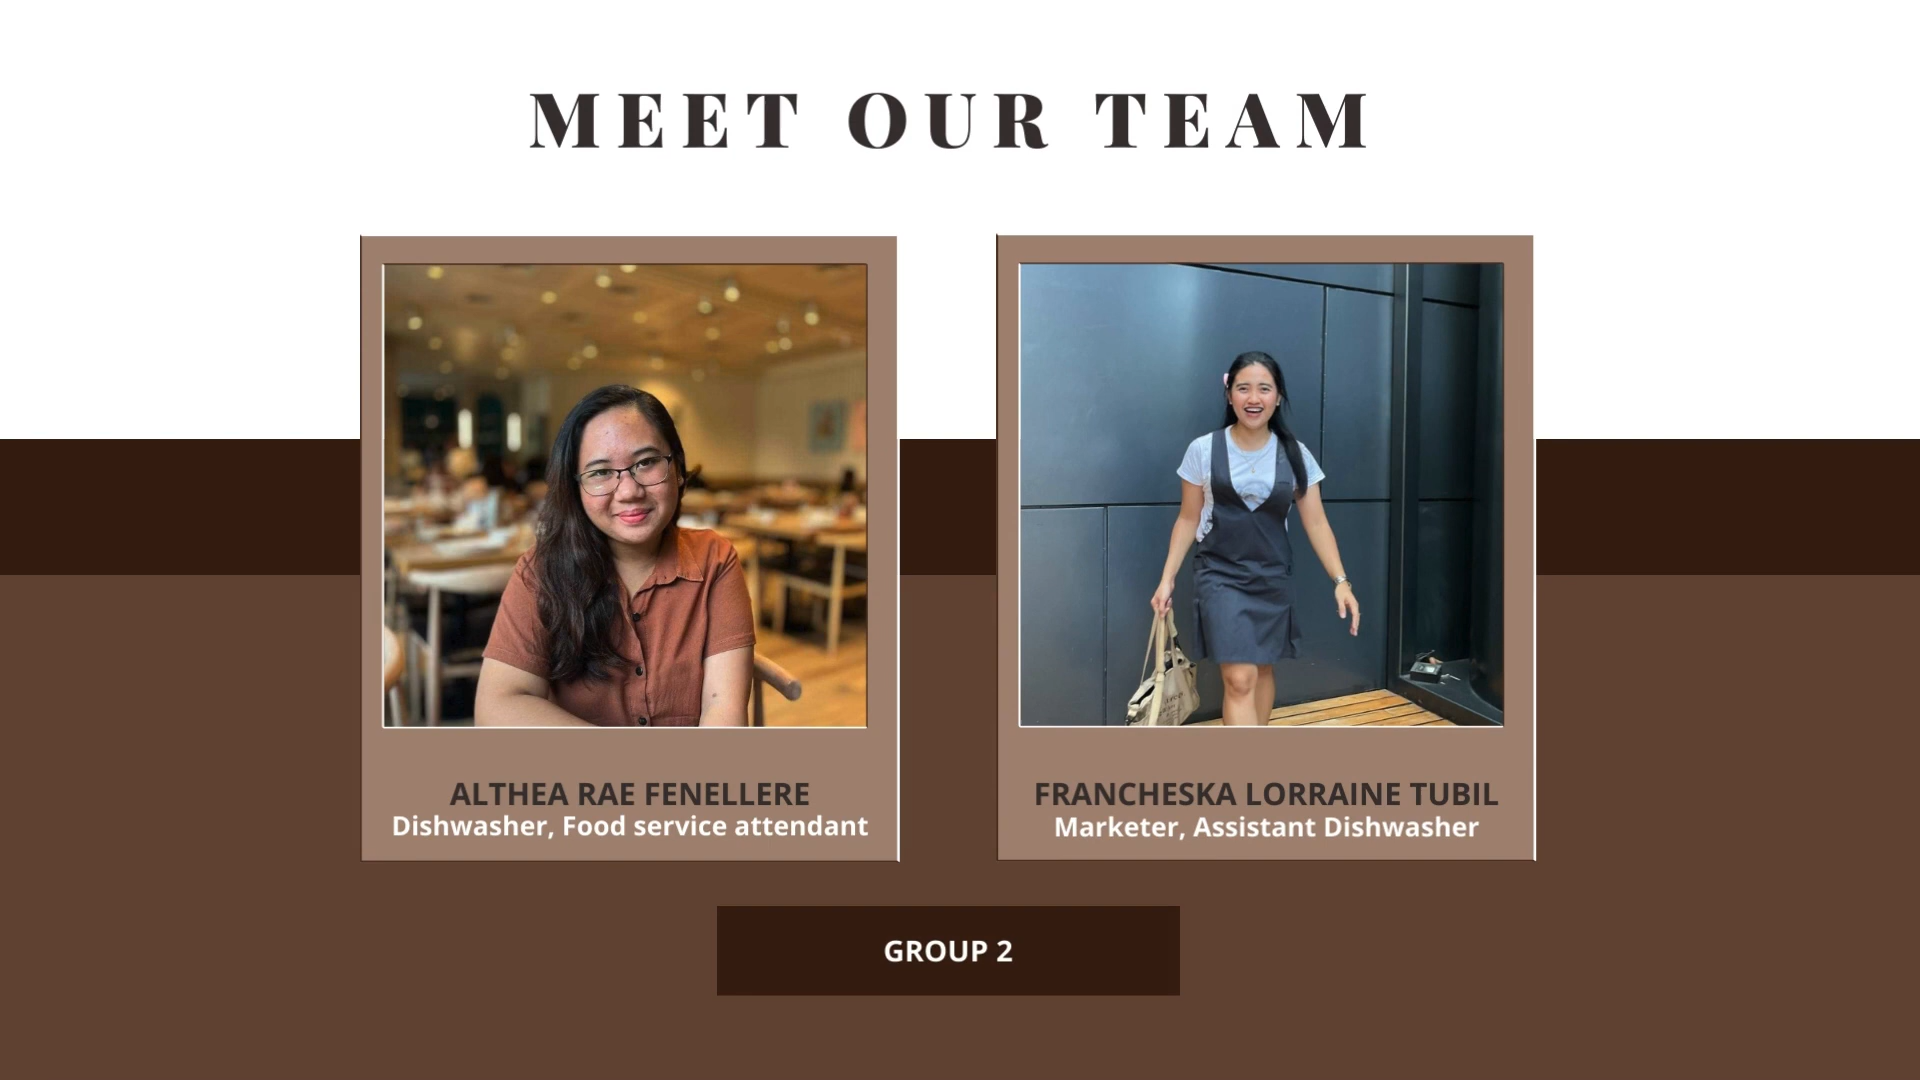 MEET OUR TEAM
ALTHEA RAE FENELLERE
Dishwasher, Food service attendant
FRANCHESKA LORRAINE TUBIL
Marketer, Assistant Dishwasher
GROUP 2